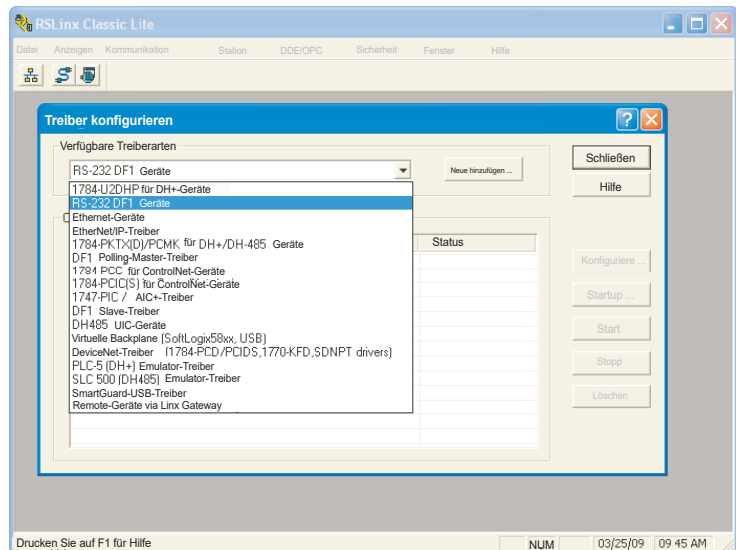 RSLinx Classic Lite
Datei Anzeigen Kommunikation Station DDE/OPC Sicherheit Fenster Hilfe
Treiber konfigurieren
Verfügbare Treiberarten
RS-232 DF1 Geräte
Neue hinzufügen ...
Schließen
Hilfe
1784-U2DHP für DH+-Geräte
RS-232 DF1 Geräte
Ethernet-Geräte
EtherNet/IP-Treiber
1784-PKTX(D)/PCMK für DH+/DH-485 Geräte
DF1 Polling-Master-Treiber
1784 PCC für ControlNet-Geräte
1784-PCIC(S) für ControlNet-Geräte
1747-PIC / AIC+-Treiber
DF1 Slave-Treiber
DH485 UIC-Geräte
Virtuelle Backplane (SoftLogix58xx, USB)
DeviceNet-Treiber (1784-PCD/PCIDS,1770-KFD,SDNPT drivers)
PLC-5 (DH+) Emulator-Treiber
SLC 500 (DH485) Emulator-Treiber
SmartGuard-USB-Treiber
Remote-Geräte via Linx Gateway
Status
Konfiguriere ...
Startup ...
Start
Stopp
Löschen
Drucken Sie auf F1 für Hilfe
NUM
03/25/09
09 45 AM